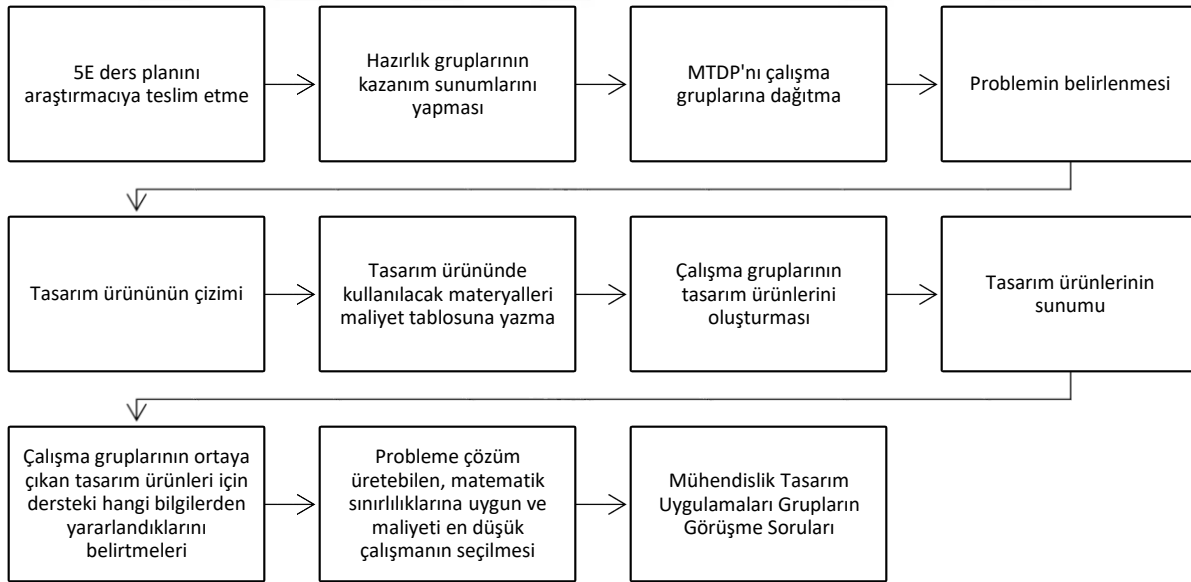 5E ders planını
araştırmacıya teslim etme
Hazırlık gruplarının
kazanım sunumlarını
yapması
MTDP'nı çalışma
gruplarına dağıtma
Problemin belirlenmesi
Tasarım ürününün çizimi
Tasarım ürününde
kullanılacak materyalleri
maliyet tablosuna yazma
Çalışma gruplarının
tasarım ürünlerini
oluşturması
Tasarım ürünlerinin
sunumu
Çalışma gruplarının ortaya
çıkan tasarım ürünleri için
dersteki hangi bilgilerden
yararlandıklarını
belirtmeleri
Probleme çözüm
üretebilen, matematik
sınırlılıklarına uygun ve
maliyeti en düşük
çalışmanın seçilmesi
Mühendislik Tasarım
Uygulamaları Grupların
Görüşme Soruları